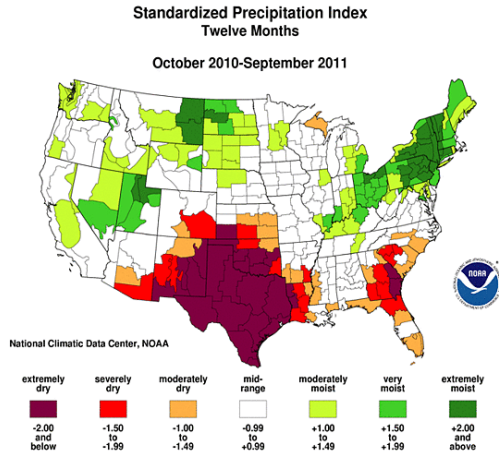 Standardized Precipitation Index
Twelve Months
October 2010-September 2011
NOAA
National Climatic Data Center, NOAA
extremely dry
severely dry
moderately dry
mid-range
moderately moist
very moist
extremely moist
-2.00 and below
-1.50 to -1.99
-1.00 to -1.49
-0.99 to +0.99
+1.00 to +1.49
+1.50 to +1.99
+2.00 and above